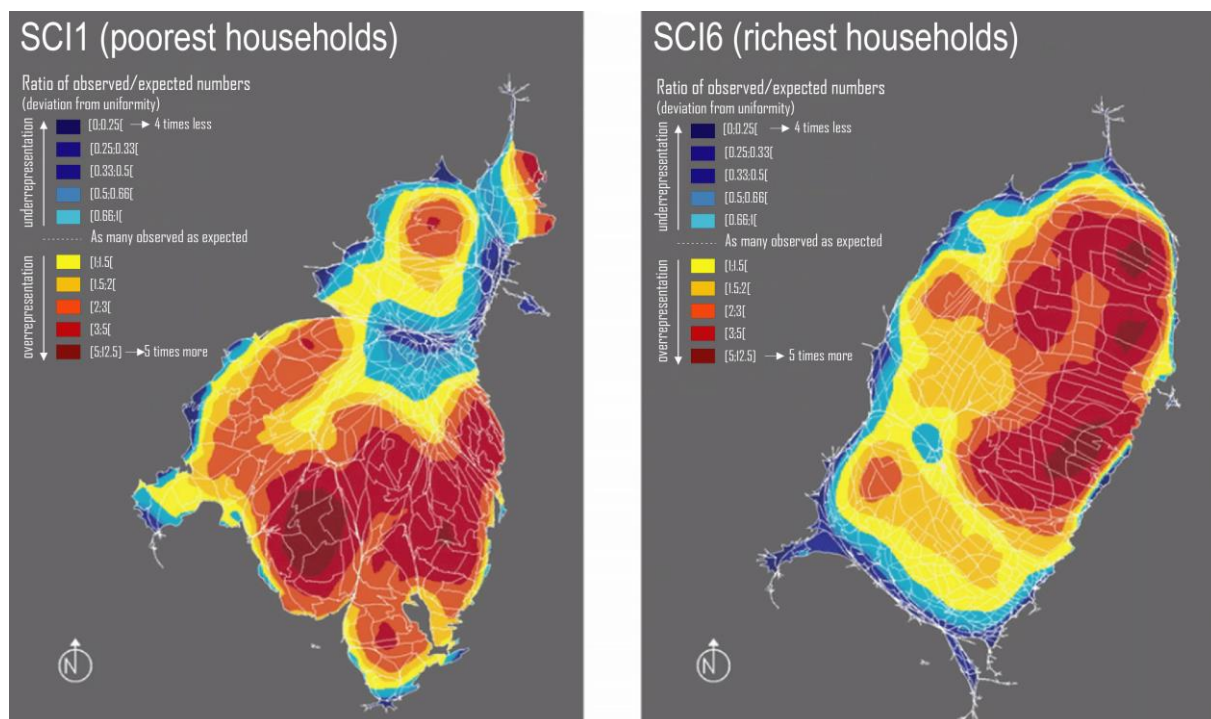 SCI1 (poorest households)
Ratio of observed/expected numbers
(deviation from uniformity)
underrepresentation
[0;0.25[ → 4 times less
[0.25;0.33[
[0.33;0.5[
[0.5;0.66[
[0.66;1[
As many observed as expected
overrepresentation
[1;1.5[
[1.5;2[
[2;3[
[3;5[
[5;12.5] → 5 times more
N
SCI6 (richest households)
Ratio of observed/expected numbers
(deviation from uniformity)
underrepresentation
[0;0.25[ → 4 times less
[0.25;0.33[
[0.33;0.5[
[0.5;0.66[
[0.66;1[
As many observed as expected
overrepresentation
[1;1.5[
[1.5;2[
[2;3[
[3;5[
[5;12.5] → 5 times more
N